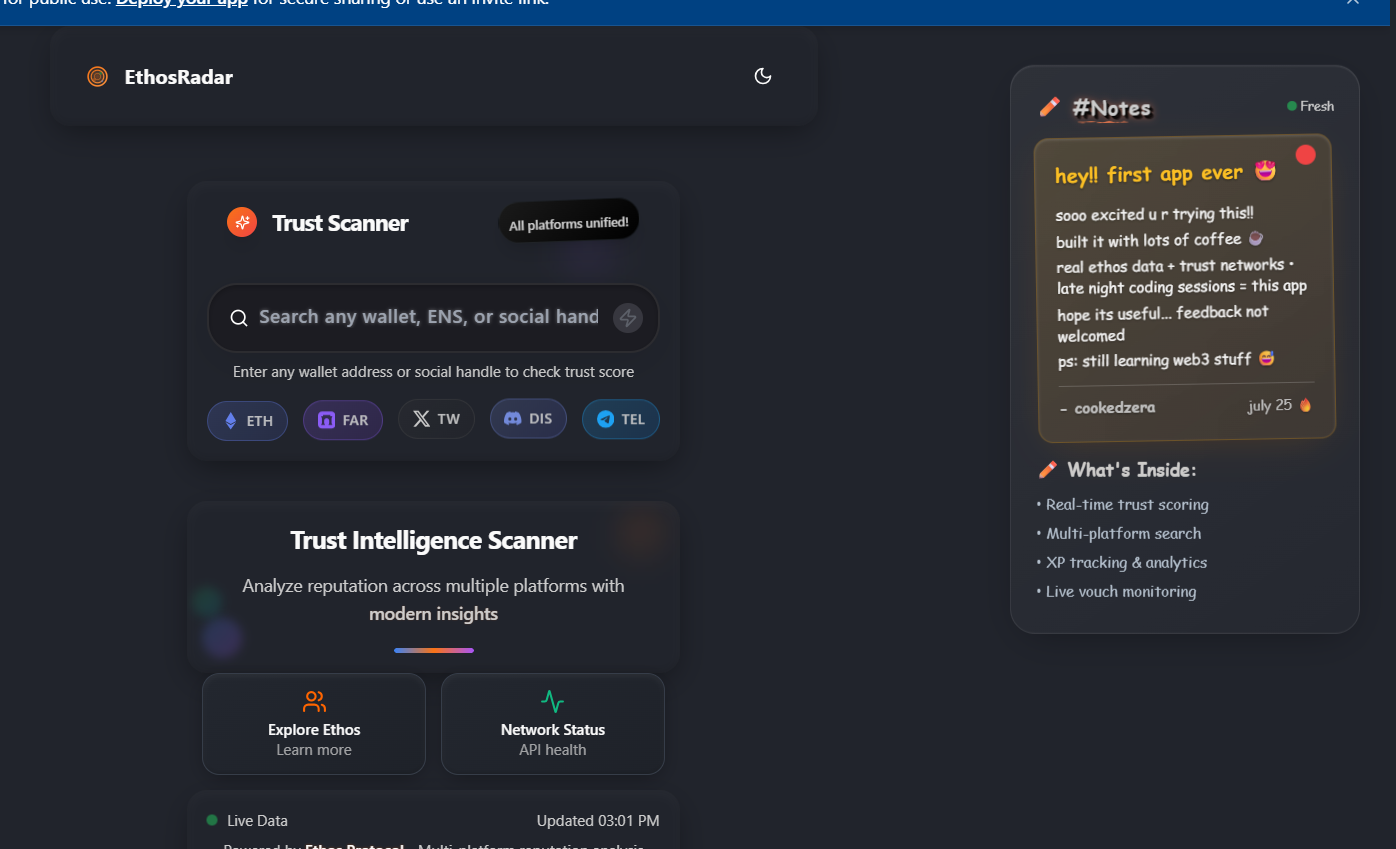 for public use. Deploy your app for secure sharing or use an invite link.
EthosRadar
Trust Scanner
All platforms unified!
Search any wallet, ENS, or social hand
Enter any wallet address or social handle to check trust score
ETH
FAR
TW
DIS
TEL
Trust Intelligence Scanner
Analyze reputation across multiple platforms with
modern insights
Explore Ethos
Learn more
Network Status
API health
Live Data
Updated 03:01 PM
Powered by Ethos Protocol • Multi-platform reputation analysis
#Notes
Fresh
hey!! first app ever 🤩
sooo excited u r trying this!!
built it with lots of coffee ☕
real ethos data + trust networks •
late night coding sessions = this app
hope its useful... feedback not
welcomed
ps: still learning web3 stuff 😅
- cookedzera
july 25 🔥
What's Inside:
• Real-time trust scoring
• Multi-platform search
• XP tracking & analytics
• Live vouch monitoring